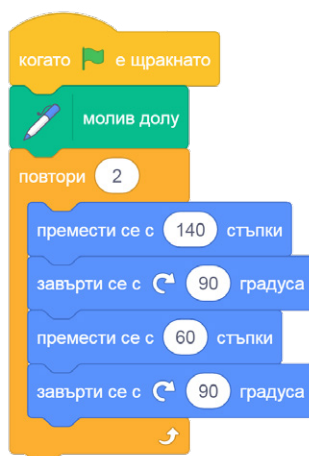 когато е щракнато
молив долу
повтори 2
премести се с 140 стъпки
завърти се с 90 градуса
премести се с 60 стъпки
завърти се с 90 градуса